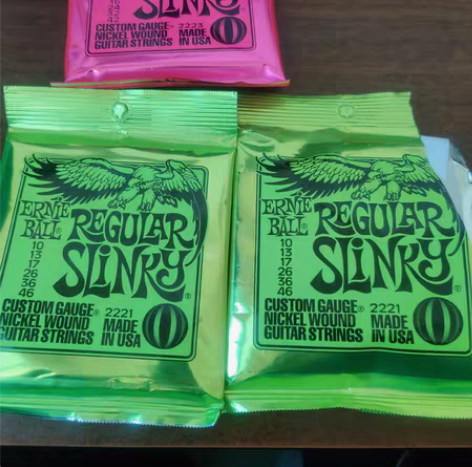 SLINKY
CUSTOM GAUGE 2223
NICKEL WOUND MADE
GUITAR STRINGS IN USA
ERNIE BALL® REGULAR SLINKY®
10
13
17
26
36
46
CUSTOM GAUGE® 2221
NICKEL WOUND MADE
GUITAR STRINGS IN USA
ERNIE BALL® REGULAR SLINKY®
10
13
17
26
36
46
CUSTOM GAUGE® 2221
NICKEL WOUND MADE
GUITAR STRINGS IN USA